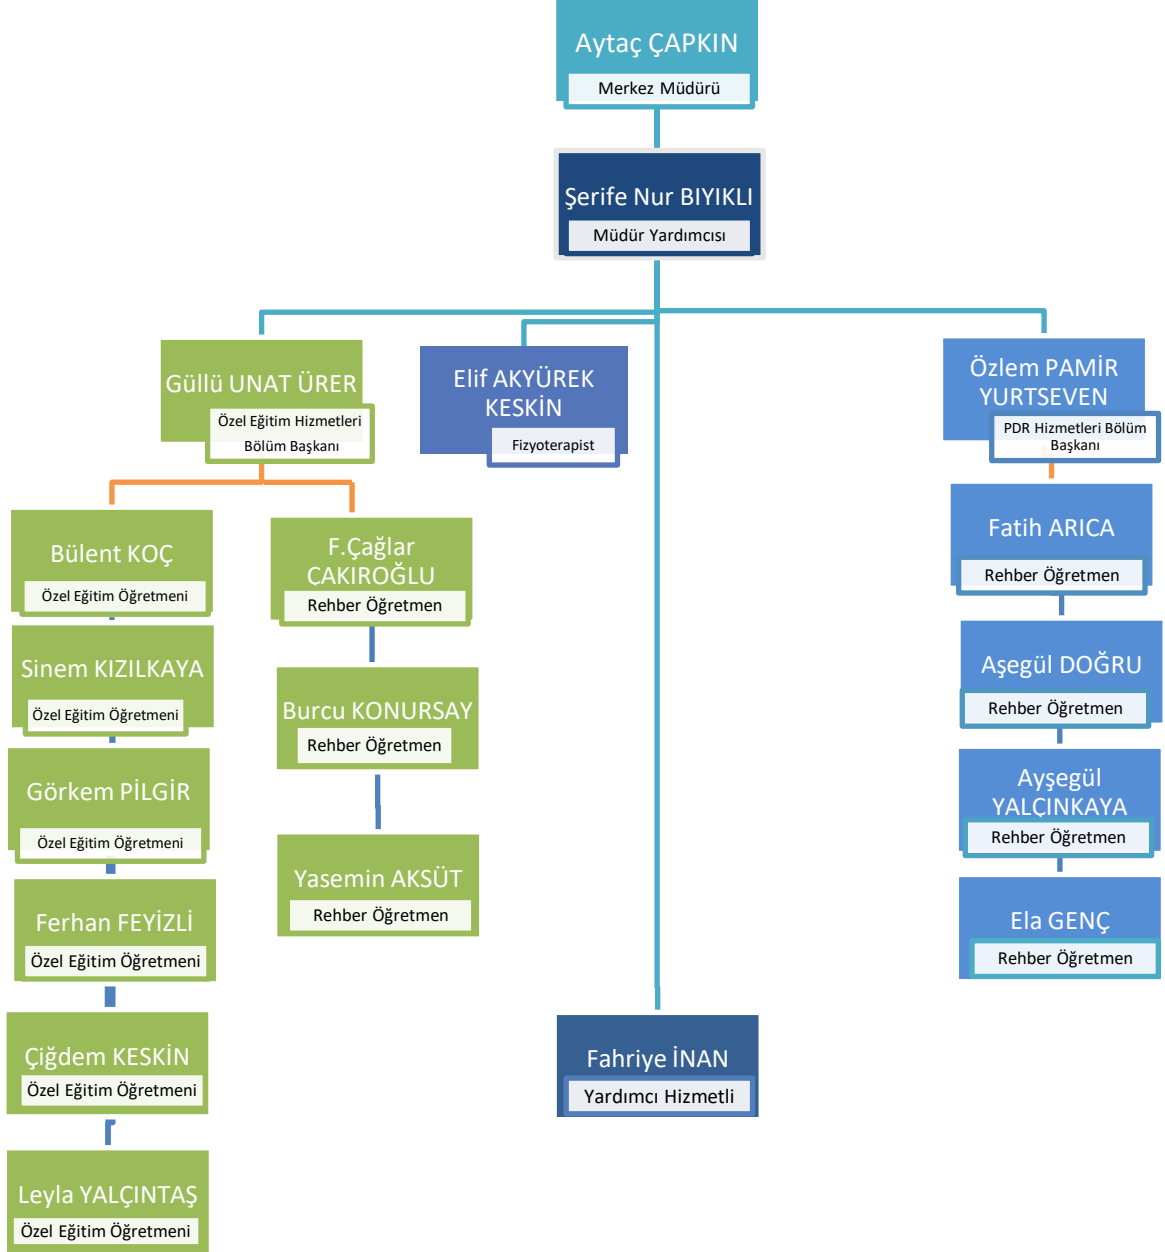 Aytaç ÇAPKIN
Merkez Müdürü
Şerife Nur BIYIKLI
Müdür Yardımcısı
Güllü UNAT ÜRER
Özel Eğitim Hizmetleri
Bölüm Başkanı
Elif AKYÜREK
KESKİN
Fizyoterapist
Özlem PAMİR
YURTSEVEN
PDR Hizmetleri Bölüm
Başkanı
Bülent KOÇ
Özel Eğitim Öğretmeni
Sinem KIZILKAYA
Özel Eğitim Öğretmeni
Görkem PİLGİR
Özel Eğitim Öğretmeni
Ferhan FEYİZLİ
Özel Eğitim Öğretmeni
Çiğdem KESKİN
Özel Eğitim Öğretmeni
Leyla YALÇINTAŞ
Özel Eğitim Öğretmeni
F.Çağlar
ÇAKIROĞLU
Rehber Öğretmen
Burcu KONURSAY
Rehber Öğretmen
Yasemin AKSÜT
Rehber Öğretmen
Fahriye İNAN
Yardımcı Hizmetli
Fatih ARICA
Rehber Öğretmen
Aşegül DOĞRU
Rehber Öğretmen
Ayşegül
YALÇINKAYA
Rehber Öğretmen
Ela GENÇ
Rehber Öğretmen